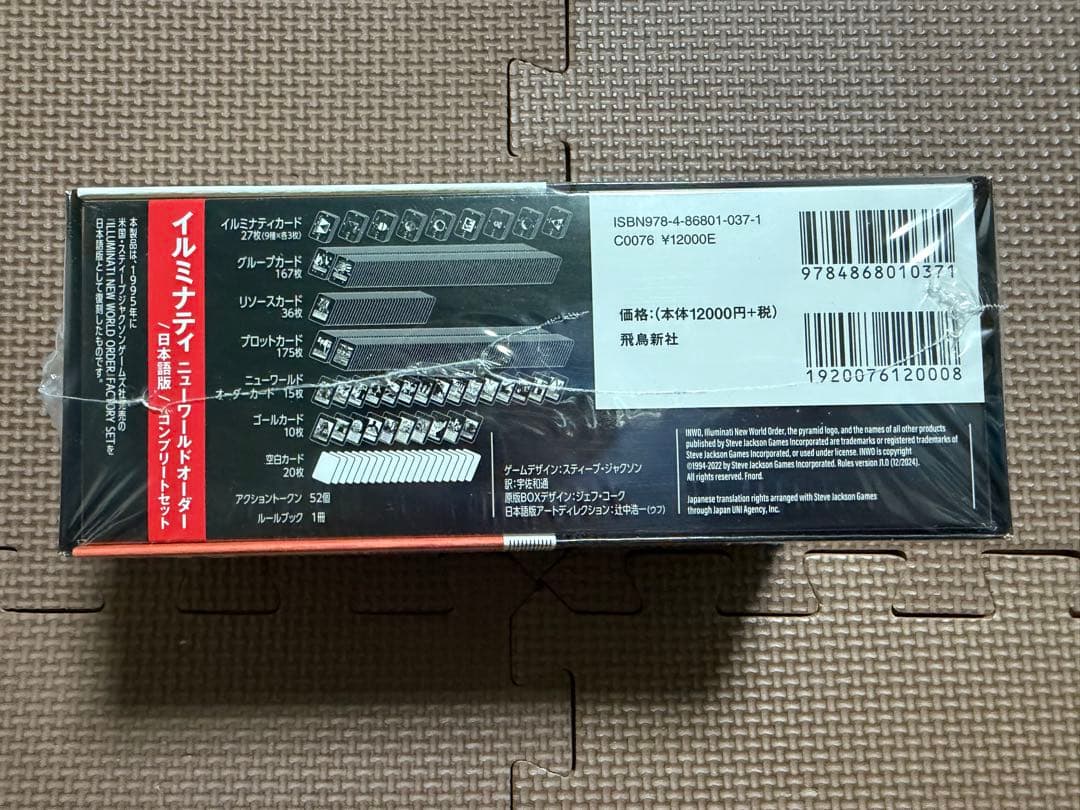 本製品は、1995年に
米国・スティーブジャクソンゲームズ社発売の
「ILLUMINATI NEW WORLD ORDER」FACTORY SETを
日本語版として復刻したものです。
イルミナティ ニューワールドオーダー
/日本語版/コンプリートセット
イルミナティカード
27枚(9種×各3枚)
グループカード
167枚
リソースカード
36枚
プロットカード
175枚
ニューワールド
オーダーカード 15枚
ゴールカード
10枚
空白カード
20枚
アクショントークン 52個
ルールブック 1冊
ISBN978-4-86801-037-1
C0076 ¥12000E
価格:(本体12000円+税)
飛鳥新社
9784868010371
1920076120008
ゲームデザイン:スティーブ・ジャクソン
訳:宇佐和通
原版BOXデザイン:ジェフ・コーク
日本語版アートディレクション:辻中浩一(ウフ)
INWO, Illuminati New World Order, the pyramid logo, and the names of all other products
published by Steve Jackson Games Incorporated are trademarks or registered trademarks of
Steve Jackson Games Incorporated, or used under license. INWO is copyright
©1994-2022 by Steve Jackson Games Incorporated. Rules version J1.0 (12/2024).
All rights reserved. Fnord.
Japanese translation rights arranged with Steve Jackson Games
through Japan UNI Agency, Inc.